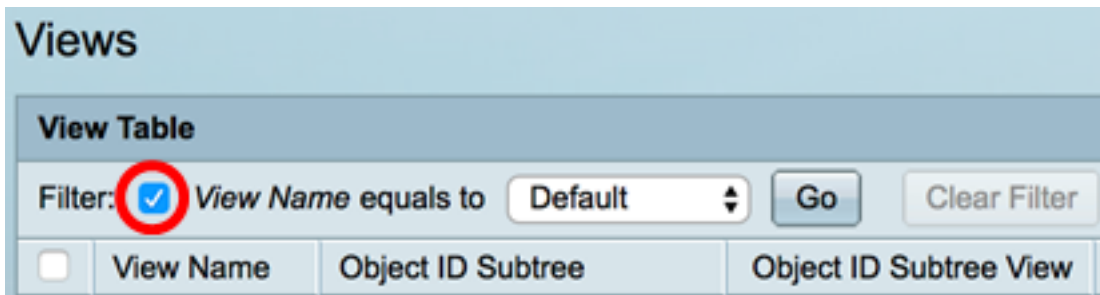 Views
View Table
Filter: View Name equals to Default Go Clear Filter
View Name Object ID Subtree Object ID Subtree View